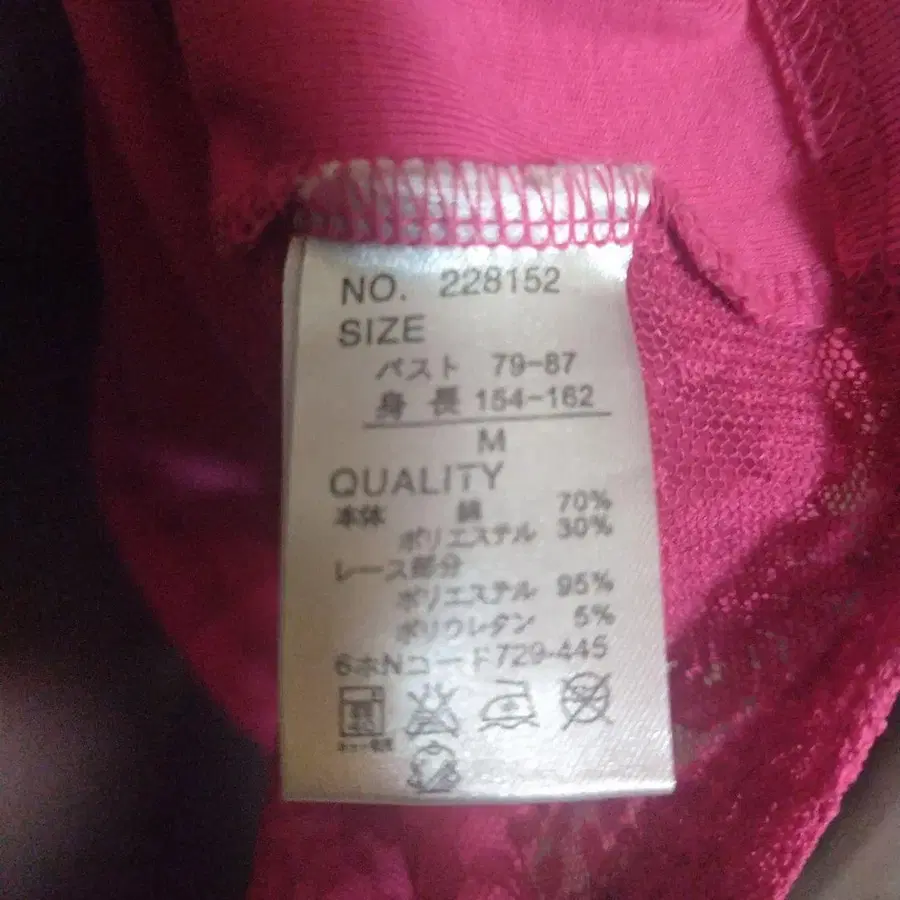 NO. 228152
SIZE
バスト 79-87
身長 154-162
M
QUALITY
本体 綿 70%
ポリエステル 30%
レース部分
ポリエステル 95%
ポリウレタン 5%
6ホNコード729-445